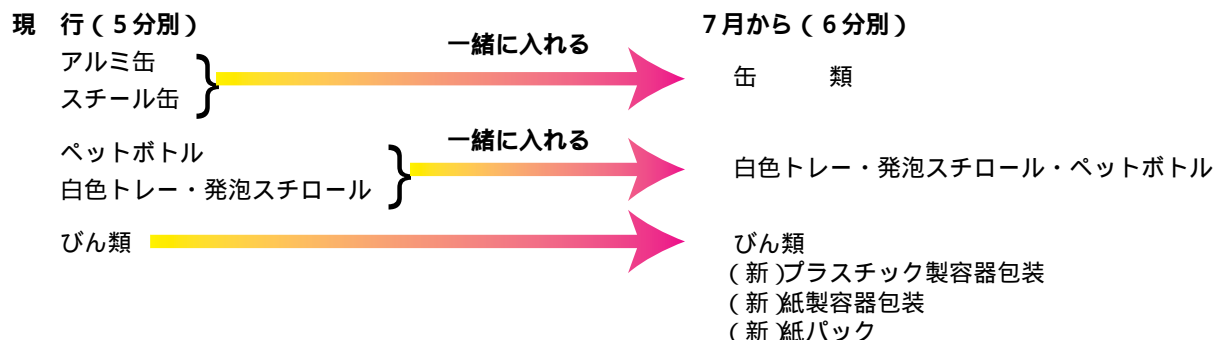 現　行（５分別）
アルミ缶
スチール缶
一緒に入れる
ペットボトル
白色トレー・発泡スチロール
一緒に入れる
びん類
７月から（６分別）
缶　　　類
白色トレー・発泡スチロール・ペットボトル
びん類
（新）プラスチック製容器包装
（新）紙製容器包装
（新）紙パック